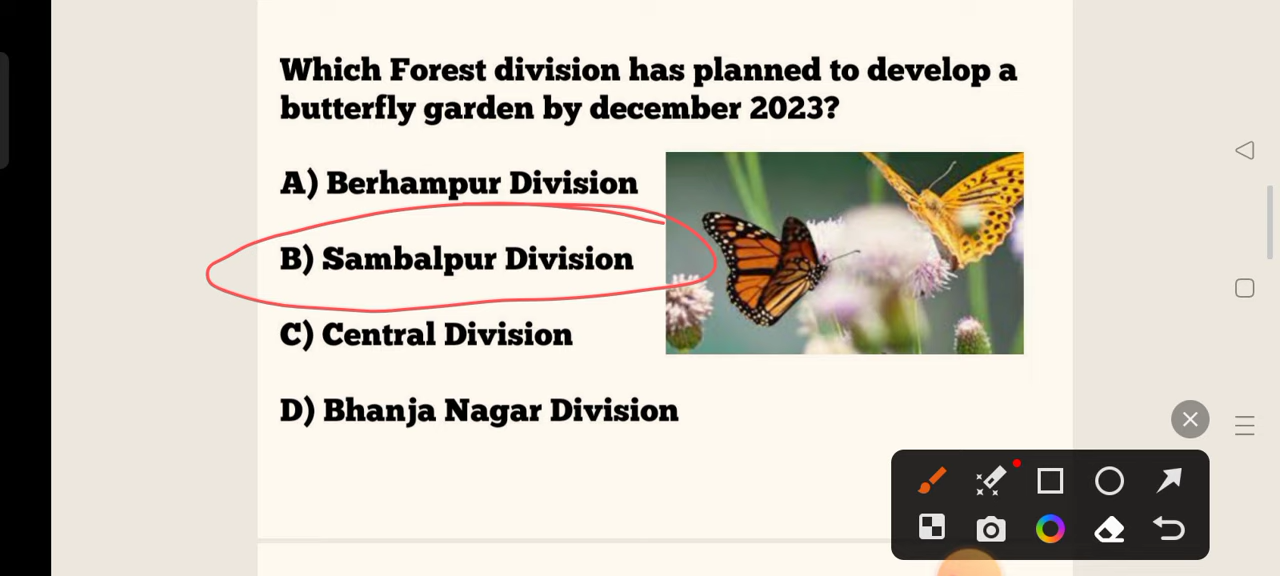 Which Forest division has planned to develop a
butterfly garden by december 2023?
A) Berhampur Division
B) Sambalpur Division
C) Central Division
D) Bhanja Nagar Division